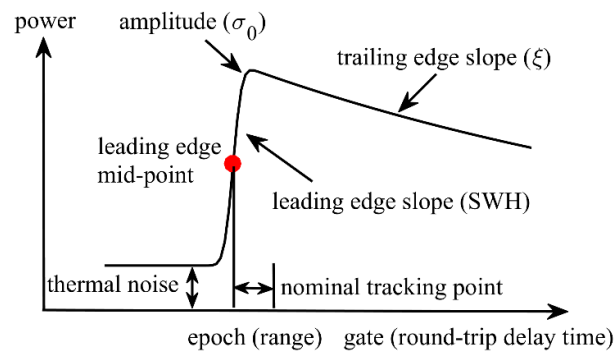 power
amplitude (σ₀)
trailing edge slope (ξ)
leading edge
mid-point
leading edge slope (SWH)
thermal noise
nominal tracking point
epoch (range)
gate (round-trip delay time)